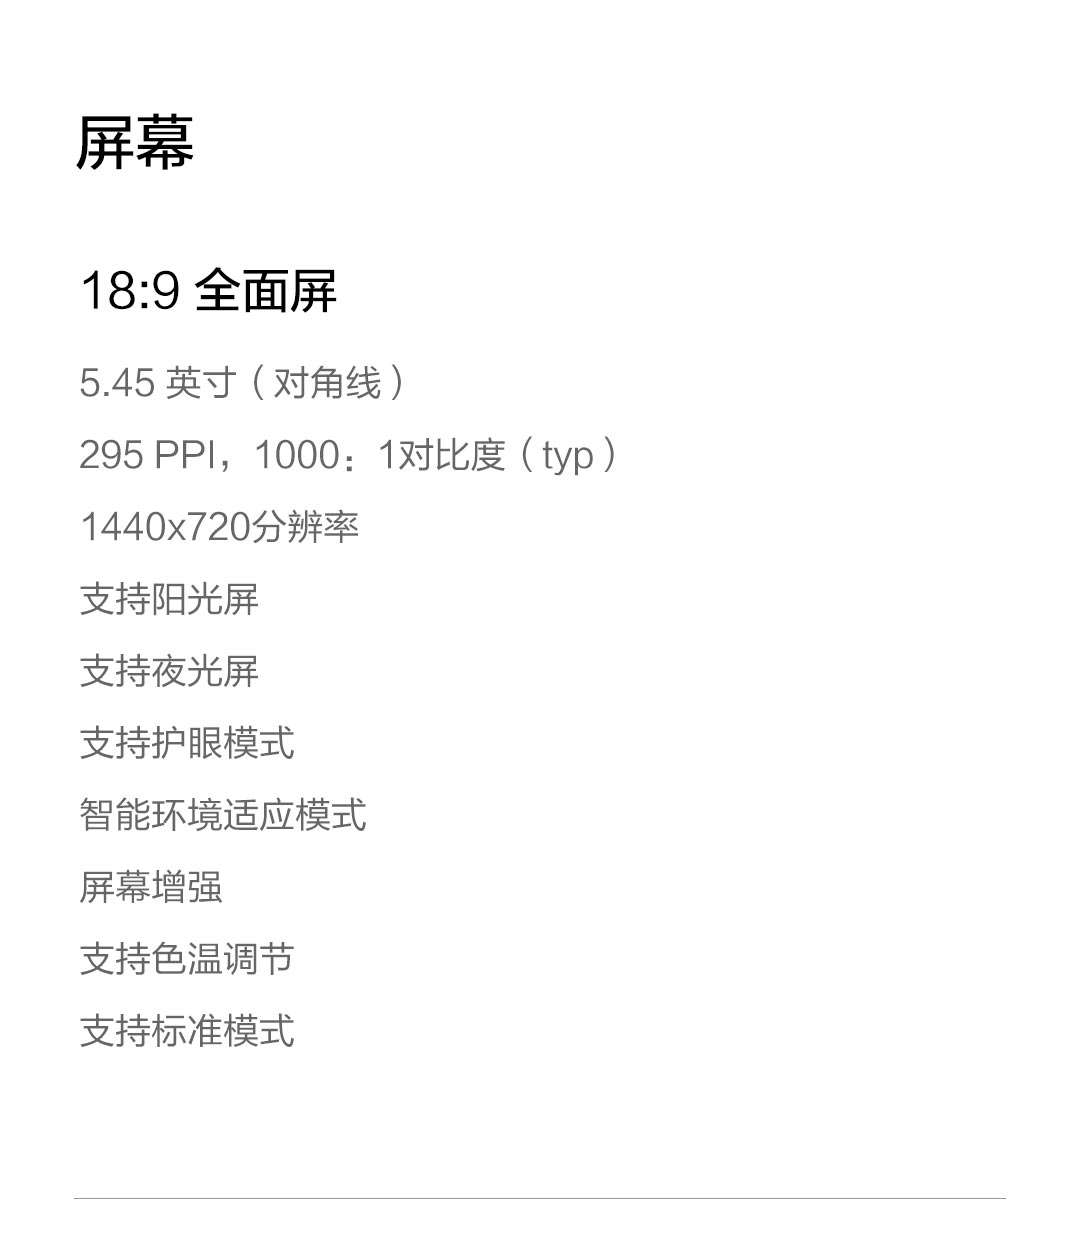 屏幕
18:9 全面屏
5.45 英寸（对角线）
295 PPI，1000：1对比度（typ）
1440x720分辨率
支持阳光屏
支持夜光屏
支持护眼模式
智能环境适应模式
屏幕增强
支持色温调节
支持标准模式